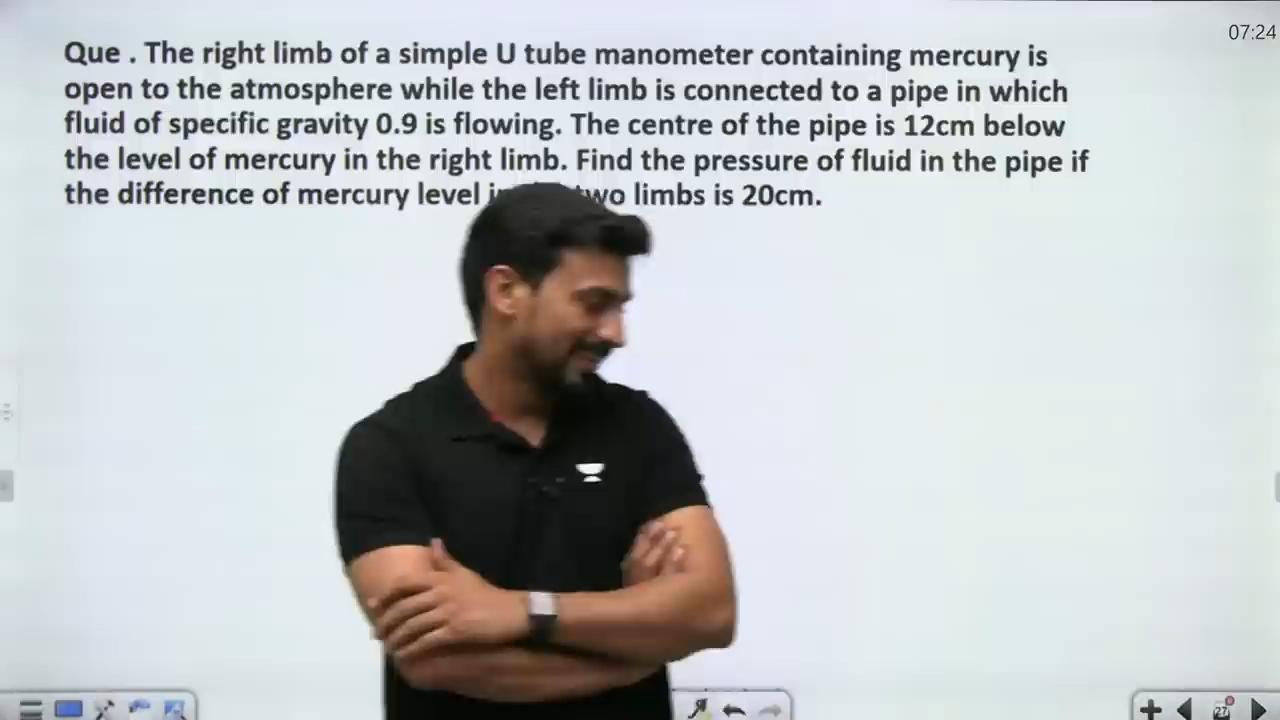 07:24
Que . The right limb of a simple U tube manometer containing mercury is
open to the atmosphere while the left limb is connected to a pipe in which
fluid of specific gravity 0.9 is flowing. The centre of the pipe is 12cm below
the level of mercury in the right limb. Find the pressure of fluid in the pipe if
the difference of mercury level limbs is 20cm.
27